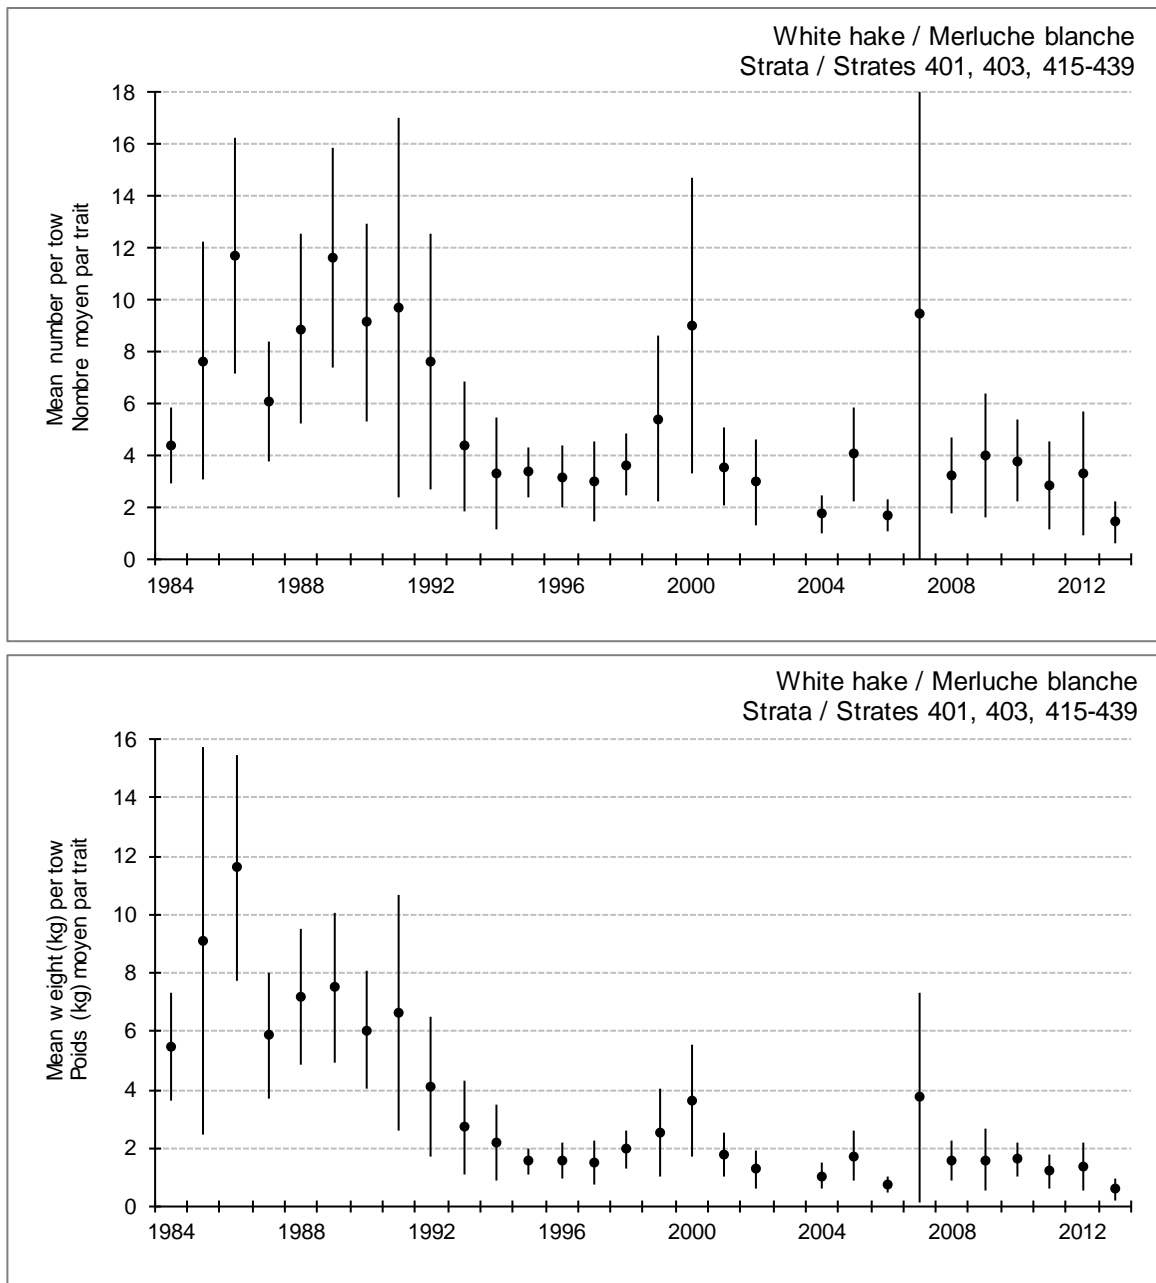 White hake / Merluche blanche
Strata / Strates 401, 403, 415-439
Mean number per tow
Nombre moyen par trait
18
16
14
12
10
8
6
4
2
0
1984 1988 1992 1996 2000 2004 2008 2012
White hake / Merluche blanche
Strata / Strates 401, 403, 415-439
Mean weight (kg) per tow
Poids (kg) moyen par trait
16
14
12
10
8
6
4
2
0
1984 1988 1992 1996 2000 2004 2008 2012